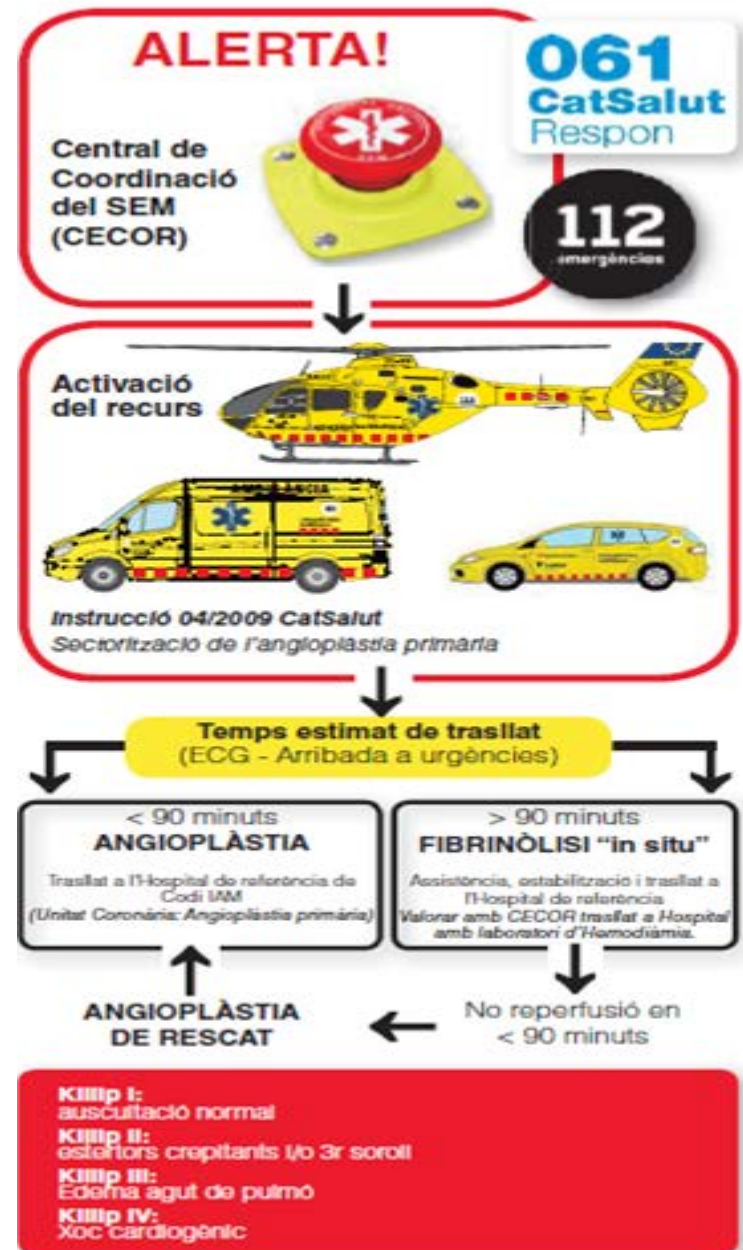 ALERTA!
061
CatSalut
Respon
Central de
Coordinació
del SEM
(CECOR)
112
emergències
Activació
del recurs
AMBULÀNCIA
Instrucció 04/2009 CatSalut
Sectorització de l'angioplàstia primària
Temps estimat de trasllat
(ECG - Arribada a urgències)
< 90 minuts
ANGIOPLÀSTIA
Trasllat a l'Hospital de referència de
Codi IAM
(Unitat Coronària: Angioplàstia primària)
> 90 minuts
FIBRINÒLISI "in situ"
Assistència, estabilització i trasllat a
l'Hospital de referència
Valorar amb CECOR trasllat a Hospital
amb laboratori d'Hemodiàmia.
ANGIOPLÀSTIA
DE RESCAT
No reperfusió en
< 90 minuts
Killip I:
auscultació normal
Killip II:
estertors crepitants i/o 3r soroll
Killip III:
Edema agut de pulmó
Killip IV:
Xoc cardiogènic